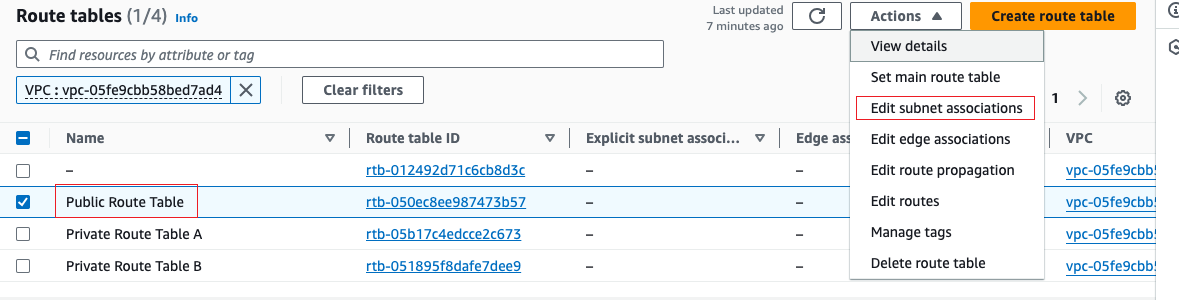 Route tables (1/4) Info
Last updated
7 minutes ago
Actions
Create route table
Find resources by attribute or tag
VPC : vpc-05fe9cbb58bed7ad4
Clear filters
View details
Set main route table
Edit subnet associations
Edit edge associations
Edit route propagation
Edit routes
Manage tags
Delete route table
1
Name Route table ID Explicit subnet associ... Edge ass VPC
– rtb-012492d71c6cb8d3c – – vpc-05fe9cbb5
Public Route Table rtb-050ec8ee987473b57 – – vpc-05fe9cbb5
Private Route Table A rtb-05b17c4edcce2c673 – – vpc-05fe9cbb5
Private Route Table B rtb-051895f8dafe7dee9 – – vpc-05fe9cbb5